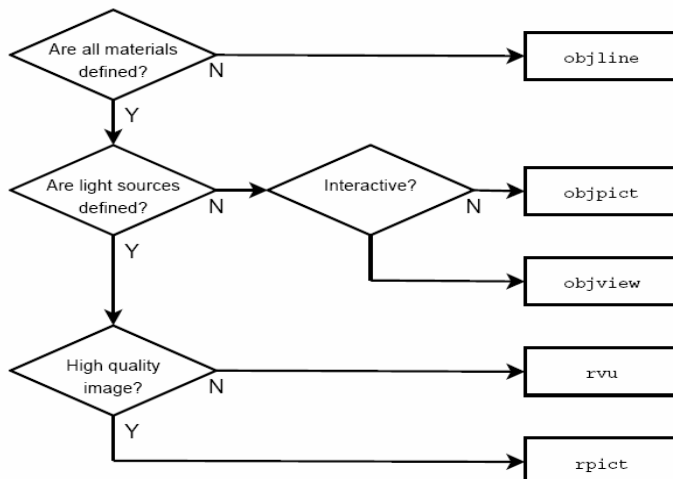 Are all materials
defined?
N
objline
Y
Are light sources
defined?
N
Interactive?
N
objpict
Y
objview
High quality
image?
N
rvu
Y
rpict